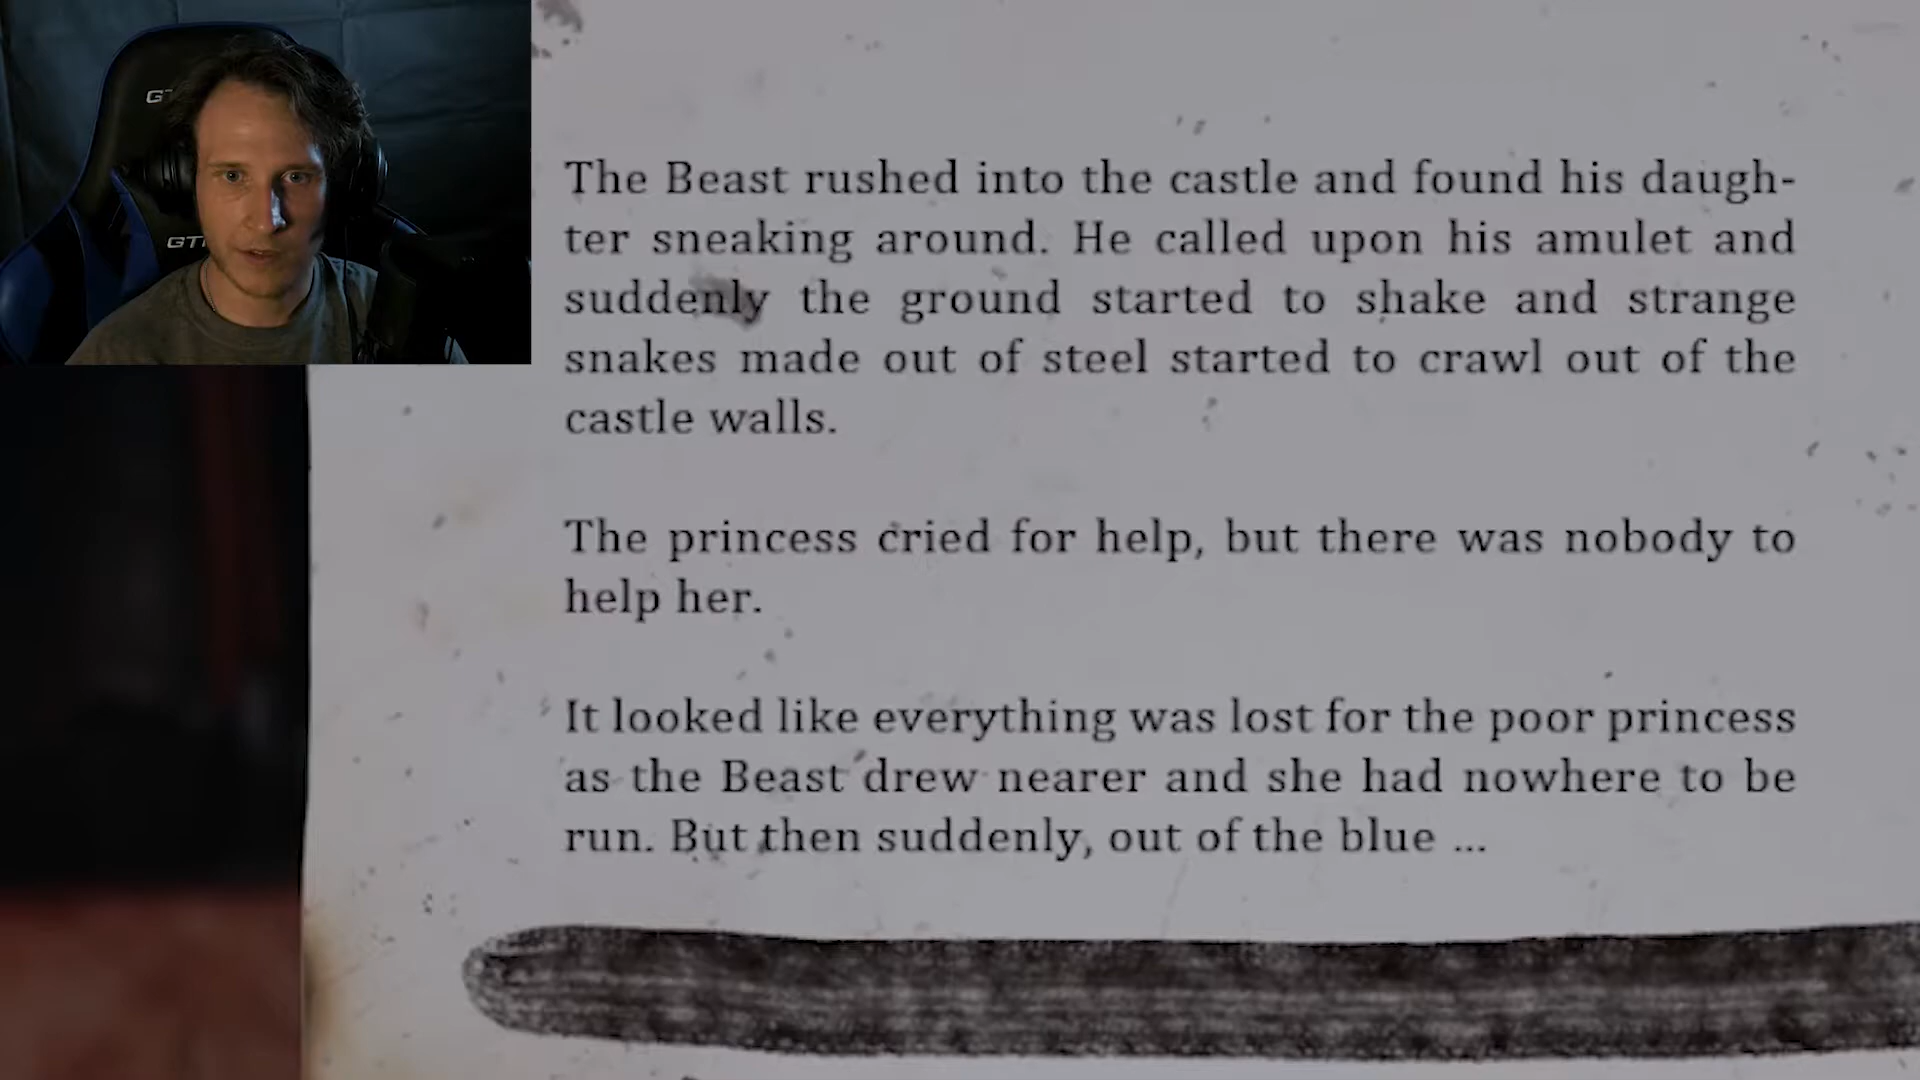 The Beast rushed into the castle and found his daugh-
ter sneaking around. He called upon his amulet and
suddenly the ground started to shake and strange
snakes made out of steel started to crawl out of the
castle walls.
The princess cried for help, but there was nobody to
help her.
It looked like everything was lost for the poor princess
as the Beast drew nearer and she had nowhere to be
run. But then suddenly, out of the blue ...